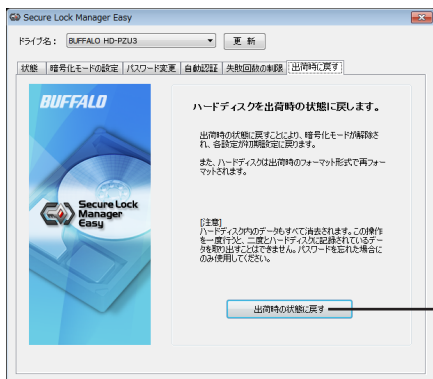 Secure Lock Manager Easy
ドライブ名： BUFFALO HD-PZU3 更 新
状態 暗号化モードの設定 パスワード変更 自動認証 失敗回数の制限 出荷時に戻す
BUFFALO
Secure Lock
Manager
Easy
ハードディスクを出荷時の状態に戻します。
出荷時の状態に戻すことにより、暗号化モードが解除さ
れ、各設定が初期設定に戻ります。
また、ハードディスクは出荷時のフォーマット形式で再フォー
マットされます。
[注意]
ハードディスク内のデータもすべて消去されます。この操作
を一度行うと、二度とハードディスクに記録されているデー
タを取り出すことはできません。パスワードを忘れた場合に
のみ使用してください。
出荷時の状態に戻す